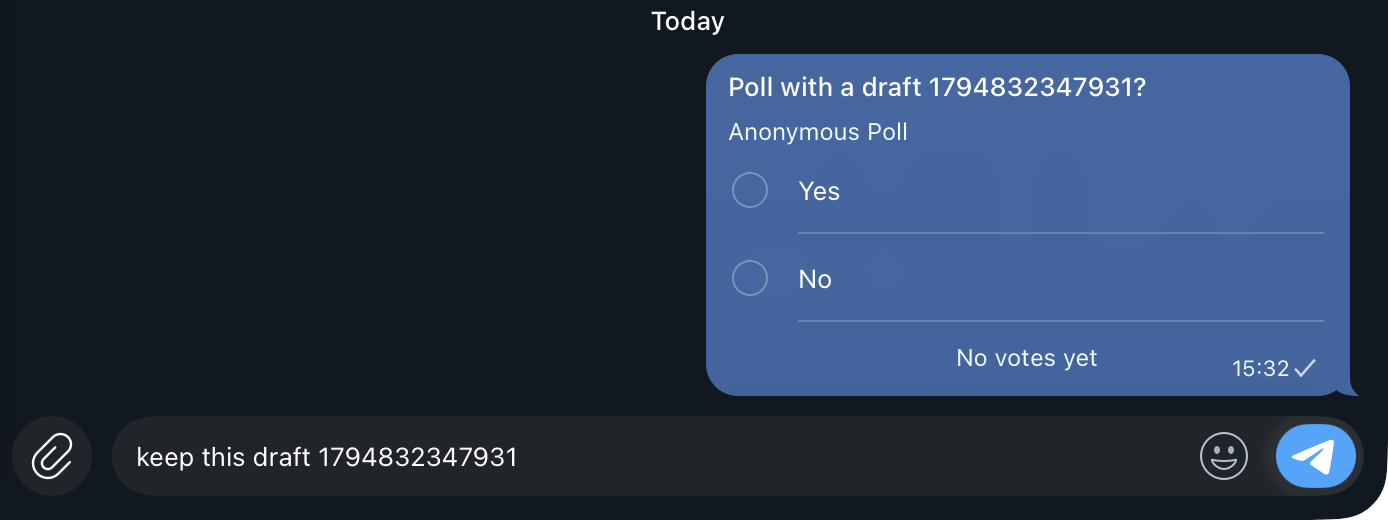 Today
Poll with a draft 1794832347931?
Anonymous Poll
Yes
No
No votes yet
15:32
keep this draft 1794832347931